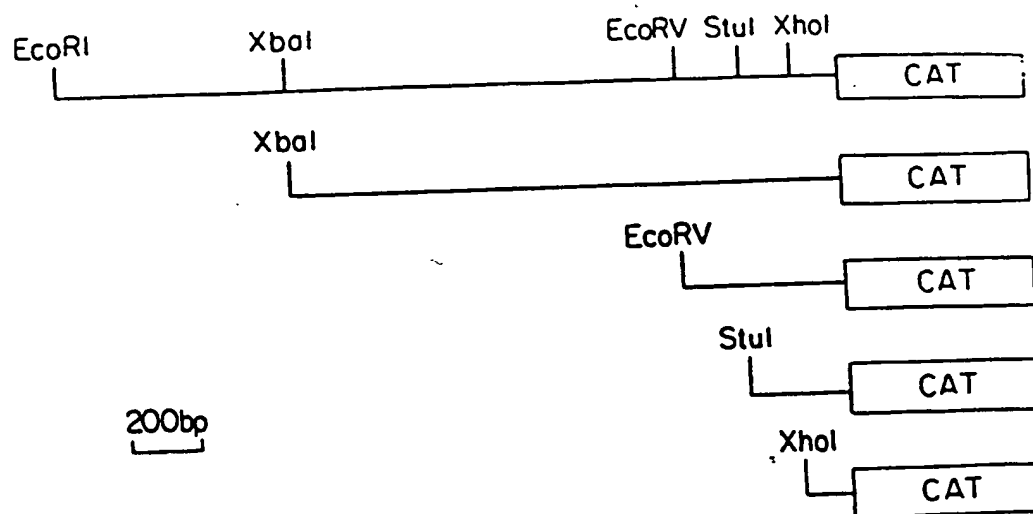 EcoRI XbaI EcoRV StuI XhoI
CAT
XbaI
CAT
EcoRV
CAT
StuI
CAT
200bp
XhoI
CAT